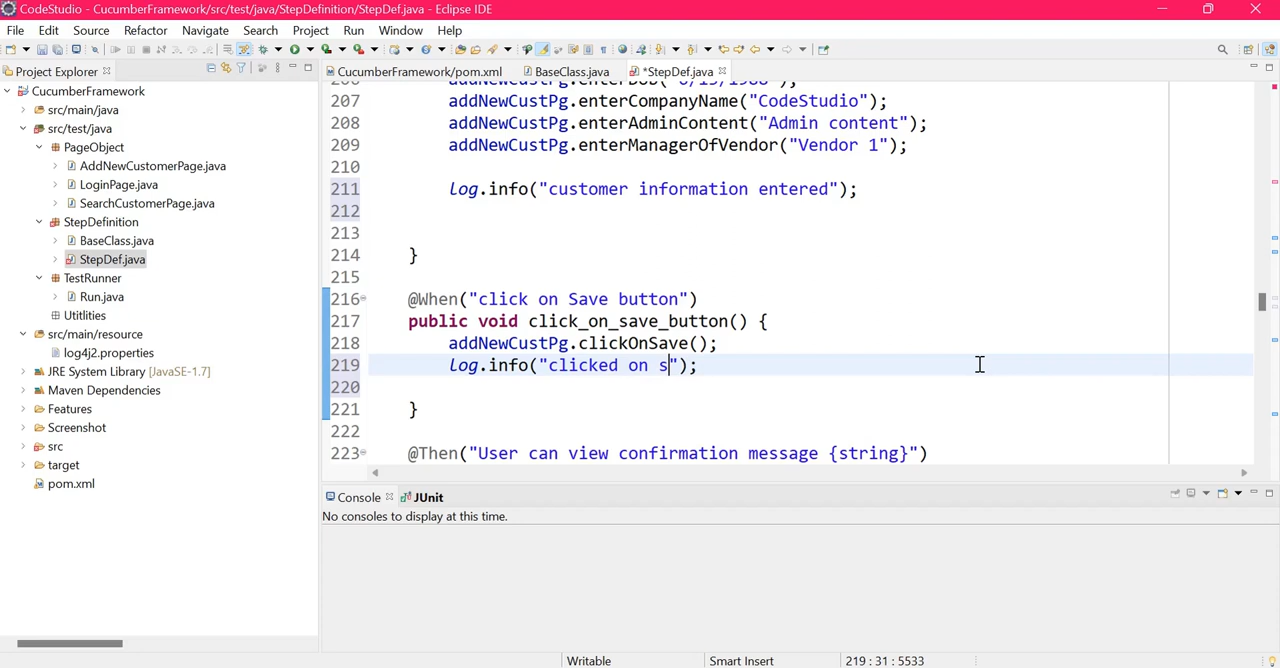 CodeStudio - CucumberFramework/src/test/java/StepDefinition/StepDef.java - Eclipse IDE
File Edit Source Refactor Navigate Search Project Run Window Help
Project Explorer
CucumberFramework
src/main/java
src/test/java
PageObject
AddNewCustomerPage.java
LoginPage.java
SearchCustomerPage.java
StepDefinition
BaseClass.java
StepDef.java
TestRunner
Run.java
Utitlities
src/main/resource
log4j2.properties
JRE System Library [JavaSE-1.7]
Maven Dependencies
Features
Screenshot
src
target
pom.xml
CucumberFramework/pom.xml BaseClass.java *StepDef.java
206 addNewCustPg.enterDob("6/13/1988");
207 addNewCustPg.enterCompanyName("CodeStudio");
208 addNewCustPg.enterAdminContent("Admin content");
209 addNewCustPg.enterManagerOfVendor("Vendor 1");
210
211 log.info("customer information entered");
212
213
214 }
215
216 @When("click on Save button")
217 public void click_on_save_button() {
218 addNewCustPg.clickOnSave();
219 log.info("clicked on s");
220
221 }
222
223 @Then("User can view confirmation message {string}")
Console JUnit
No consoles to display at this time.
Writable Smart Insert 219 : 31 : 5533